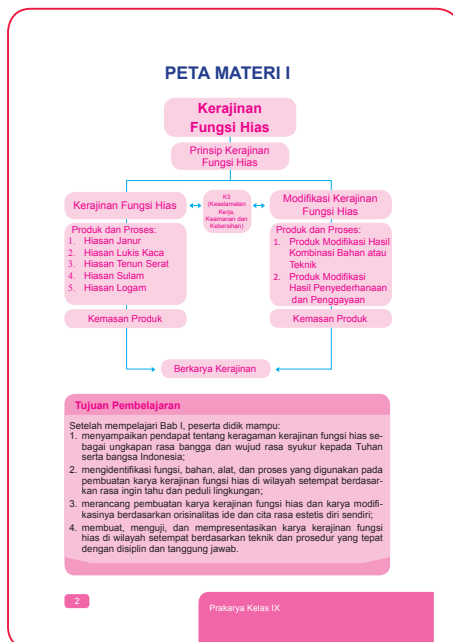 PETA MATERI I
Kerajinan
Fungsi Hias
Prinsip Kerajinan
Fungsi Hias
Kerajinan Fungsi Hias
K3
(Keselamatan
Kerja,
Keamanan dan
Kebersihan)
Modifikasi Kerajinan
Fungsi Hias
Produk dan Proses:
1. Hiasan Janur
2. Hiasan Lukis Kaca
3. Hiasan Tenun Serat
4. Hiasan Sulam
5. Hiasan Logam
Produk dan Proses:
1. Produk Modifikasi Hasil
Kombinasi Bahan atau
Teknik
2. Produk Modifikasi
Hasil Penyederhanaan
dan Penggayaan
Kemasan Produk
Kemasan Produk
Berkarya Kerajinan
Tujuan Pembelajaran
Setelah mempelajari Bab I, peserta didik mampu:
1. menyampaikan pendapat tentang keragaman kerajinan fungsi hias se-
bagai ungkapan rasa bangga dan wujud rasa syukur kepada Tuhan
serta bangsa Indonesia;
2. mengidentifikasi fungsi, bahan, alat, dan proses yang digunakan pada
pembuatan karya kerajinan fungsi hias di wilayah setempat berdasar-
kan rasa ingin tahu dan peduli lingkungan;
3. merancang pembuatan karya kerajinan fungsi hias dan karya modifi-
kasinya berdasarkan orisinalitas ide dan cita rasa estetis diri sendiri;
4. membuat, menguji, dan mempresentasikan karya kerajinan fungsi
hias di wilayah setempat berdasarkan teknik dan prosedur yang tepat
dengan disiplin dan tanggung jawab.
2
Prakarya Kelas IX